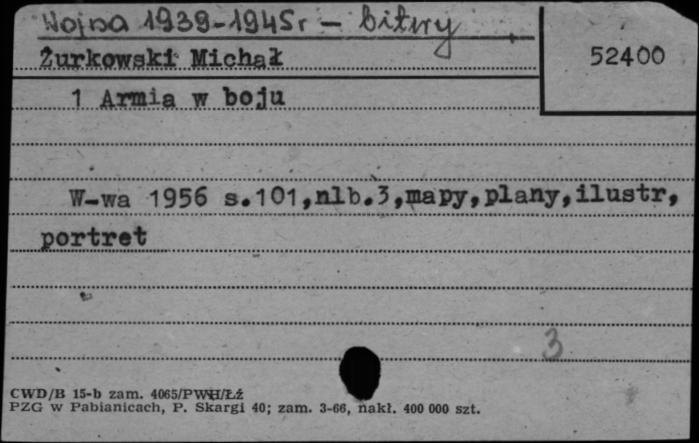 Wojna 1939-1945r - bitwy
Żurkowski Michał
52400
1 Armia w boju
W-wa 1956 s.101,nlb.3,mapy,plany,ilustr,
portret
3
CWD/B 15-b zam. 4065/PWH/Łź
PZG w Pabianicach, P. Skargi 40; zam. 3-66, nakł. 400 000 szt.